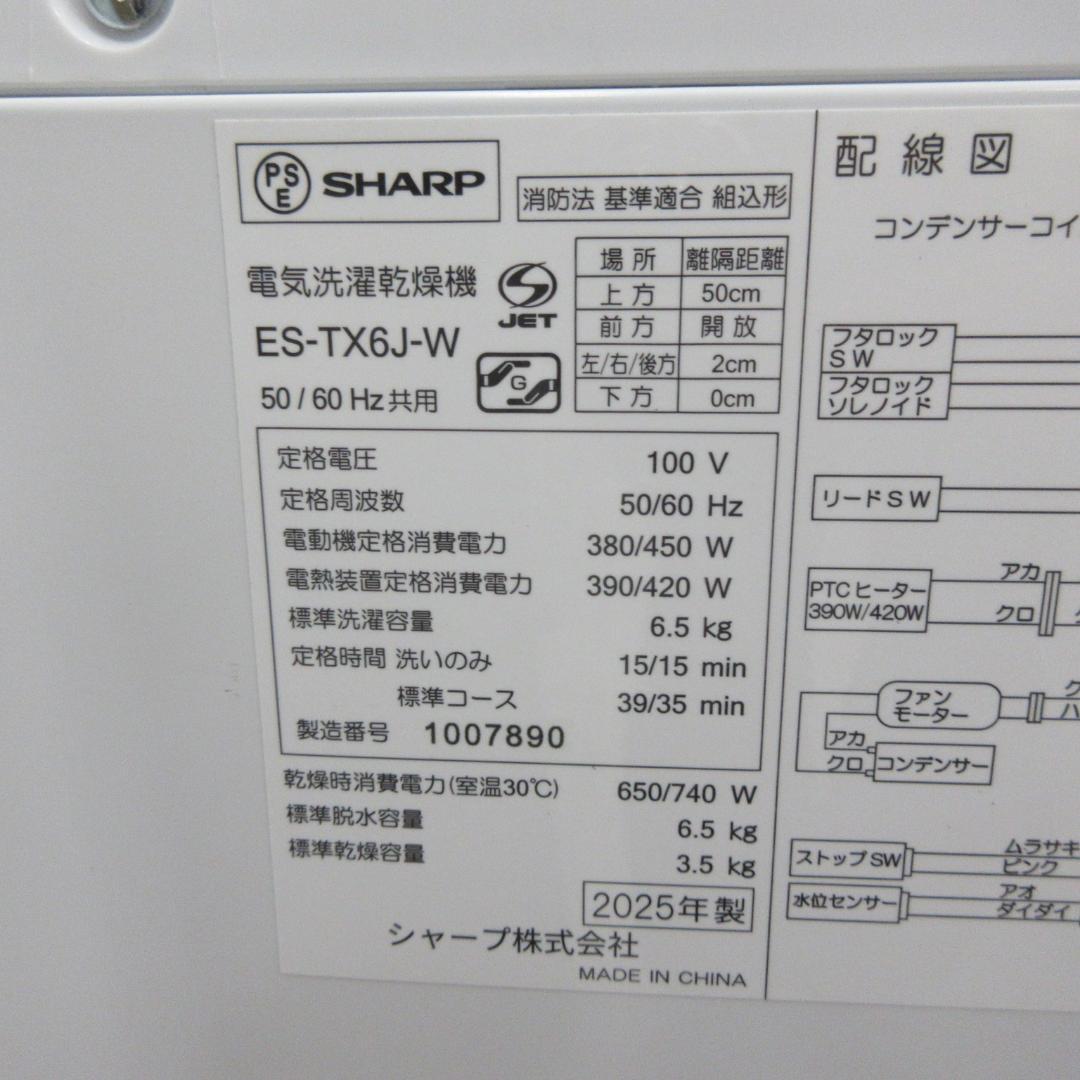 PSE SHARP
消防法 基準適合 組込形
電気洗濯乾燥機
ES-TX6J-W
50 / 60 Hz共用
S JET
G
場所 離隔距離
上方 50cm
前方 開放
左/右/後方 2cm
下方 0cm
定格電圧 100 V
定格周波数 50/60 Hz
電動機定格消費電力 380/450 W
電熱装置定格消費電力 390/420 W
標準洗濯容量 6.5 kg
定格時間 洗いのみ 15/15 min
標準コース 39/35 min
製造番号 1007890
乾燥時消費電力(室温30℃) 650/740 W
標準脱水容量 6.5 kg
標準乾燥容量 3.5 kg
2025年製
シャープ株式会社
MADE IN CHINA
配線図
コンデンサーコイ
フタロック
SW
フタロック
ソレノイド
リードSW
PTCヒーター
390W/420W
アカ
クロ
ファン
モーター
アカ
クロ
コンデンサー
ストップSW
ムラサキ
ピンク
水位センサー
アオ
ダイダイ